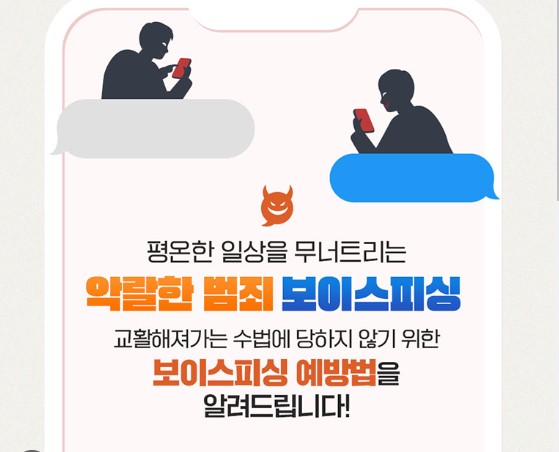 평온한 일상을 무너트리는
악랄한 범죄 보이스피싱
교활해져가는 수법에 당하지 않기 위한
보이스피싱 예방법을
알려드립니다!